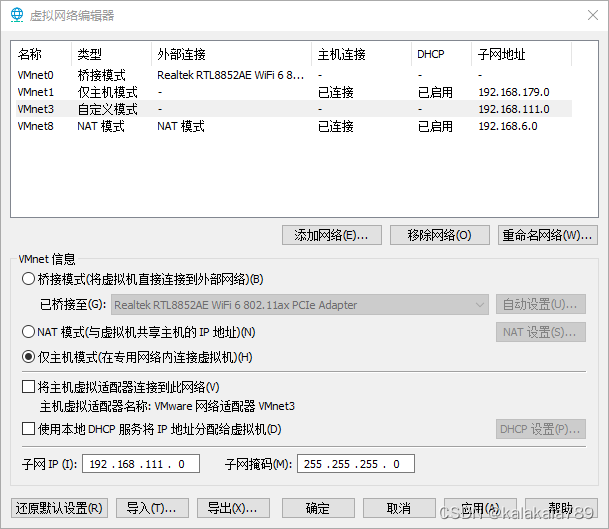 虚拟网络编辑器
名称 类型 外部连接 主机连接 DHCP 子网地址
VMnet0 桥接模式 Realtek RTL8852AE WiFi 6 8... - - -
VMnet1 仅主机模式 - 已连接 已启用 192.168.179.0
VMnet3 自定义模式 - - - 192.168.111.0
VMnet8 NAT 模式 NAT 模式 已连接 已启用 192.168.6.0
添加网络(E)... 移除网络(O) 重命名网络(W)...
VMnet 信息
桥接模式(将虚拟机直接连接到外部网络)(B)
已桥接至(G): Realtek RTL8852AE WiFi 6 802.11ax PCIe Adapter 自动设置(U)...
NAT 模式(与虚拟机共享主机的 IP 地址)(N) NAT 设置(S)...
仅主机模式(在专用网络内连接虚拟机)(H)
将主机虚拟适配器连接到此网络(V)
主机虚拟适配器名称: VMware 网络适配器 VMnet3
使用本地 DHCP 服务将 IP 地址分配给虚拟机(D) DHCP 设置(P)...
子网 IP (I): 192 .168 .111 . 0 子网掩码(M): 255 .255 .255 . 0
还原默认设置(R) 导入(T)... 导出(X)... 确定 取消 应用(A) 帮助
CSDN @kalakala789